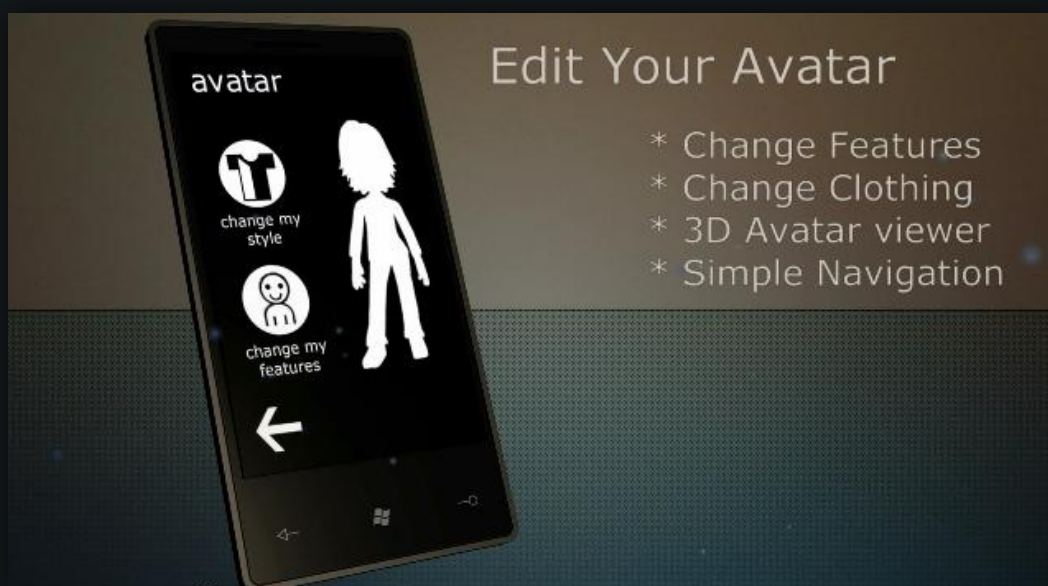 avatar
change my
style
change my
features
Edit Your Avatar
* Change Features
* Change Clothing
* 3D Avatar viewer
* Simple Navigation